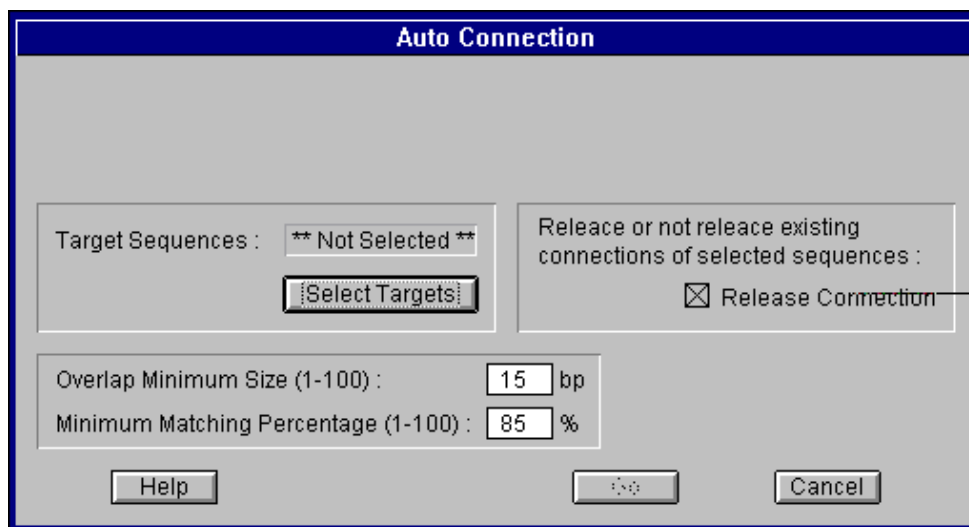 Auto Connection
Target Sequences :
** Not Selected **
Select Targets
Releace or not releace existing
connections of selected sequences :
Release Connection
Overlap Minimum Size (1-100) :
15
bp
Minimum Matching Percentage (1-100) :
85
%
Help
Go
Cancel